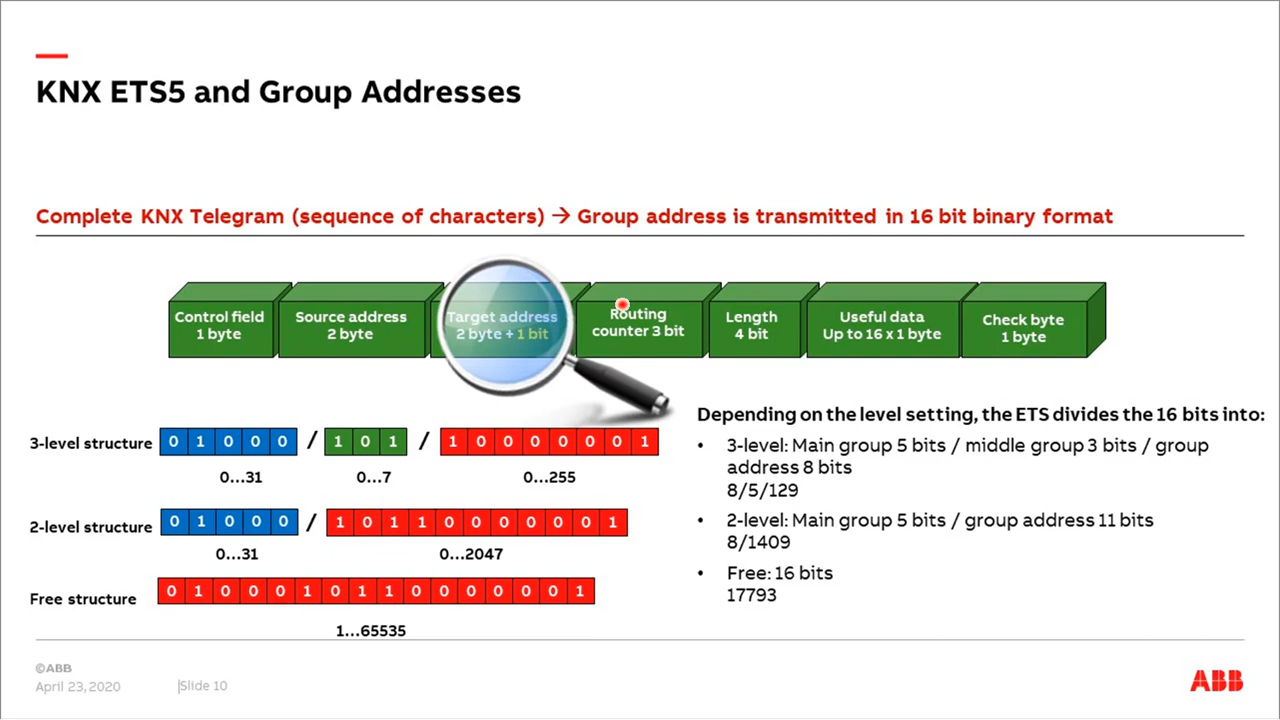 KNX ETS5 and Group Addresses
Complete KNX Telegram (sequence of characters) → Group address is transmitted in 16 bit binary format
Control field
1 byte
Source address
2 byte
Target address
2 byte + 1 bit
Routing
counter 3 bit
Length
4 bit
Useful data
Up to 16 x 1 byte
Check byte
1 byte
3-level structure
0 1 0 0 0 / 1 0 1 / 1 0 0 0 0 0 0 1
0...31
0...7
0...255
2-level structure
0 1 0 0 0 / 1 0 1 1 0 0 0 0 0 0 1
0...31
0...2047
Free structure
0 1 0 0 0 1 0 1 1 0 0 0 0 0 0 1
1...65535
Depending on the level setting, the ETS divides the 16 bits into:
• 3-level: Main group 5 bits / middle group 3 bits / group
address 8 bits
8/5/129
• 2-level: Main group 5 bits / group address 11 bits
8/1409
• Free: 16 bits
17793
©ABB
April 23, 2020
|Slide 10
ABB